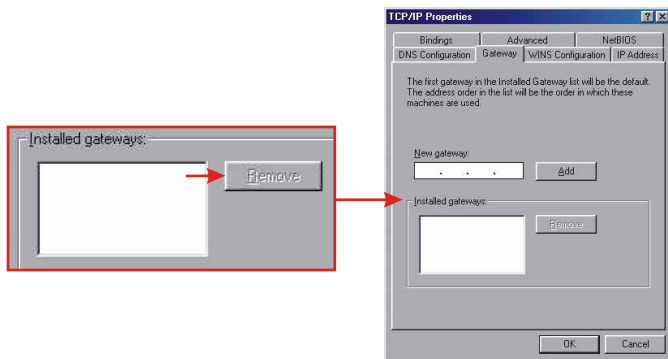 Installed gateways:
Remove
TCP/IP Properties
Bindings Advanced NetBIOS
DNS Configuration Gateway WINS Configuration IP Address
The first gateway in the Installed Gateway list will be the default.
The address order in the list will be the order in which these
machines are used.
New gateway:
. . .
Add
Installed gateways:
Remove
OK Cancel